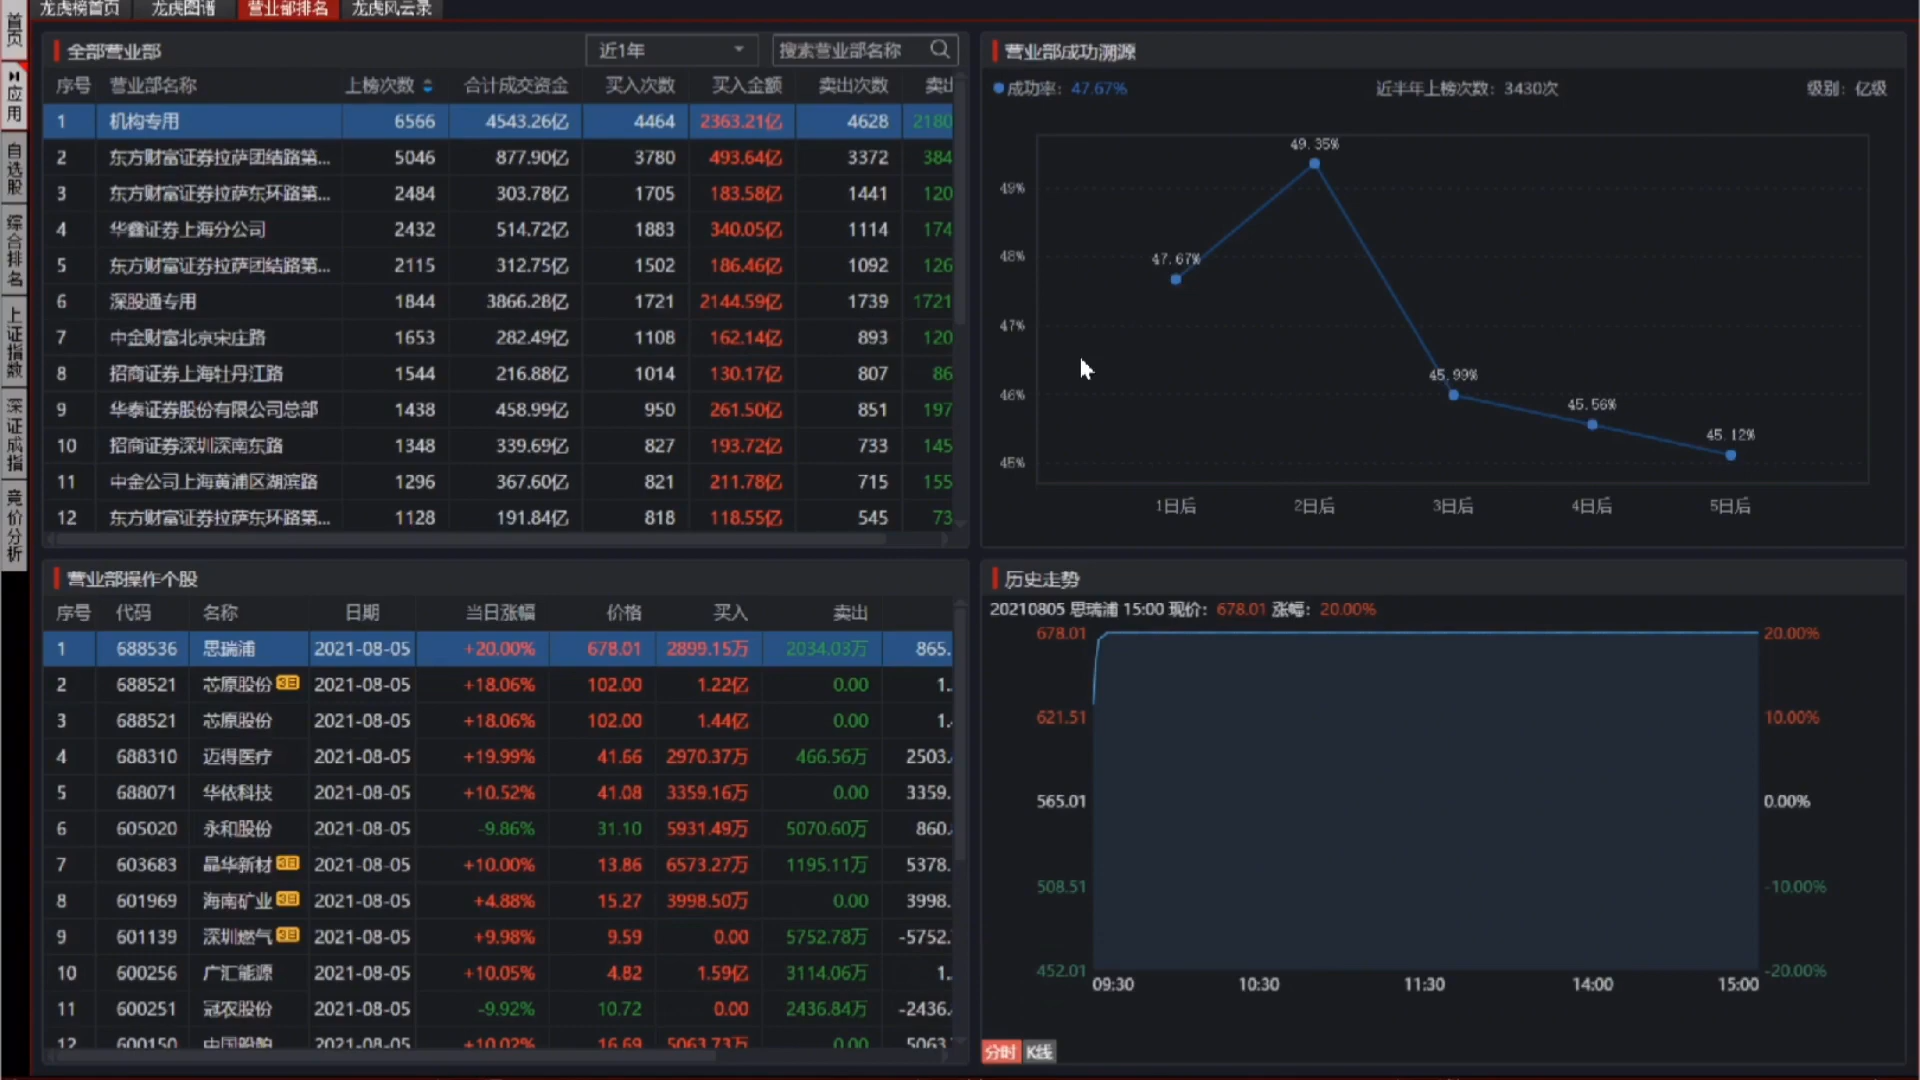 龙虎榜首页 龙虎图谱 营业部排名 龙虎风云录
首页
应用
自选股
综合排名
上证指数
深证成指
竞价分析
全部营业部 近1年 搜索营业部名称
序号 营业部名称 上榜次数 合计成交资金 买入次数 买入金额 卖出次数 卖出
1 机构专用 6566 4543.26亿 4464 2363.21亿 4628 2180
2 东方财富证券拉萨团结路第... 5046 877.90亿 3780 493.64亿 3372 384
3 东方财富证券拉萨东环路第... 2484 303.78亿 1705 183.58亿 1441 120
4 华鑫证券上海分公司 2432 514.72亿 1883 340.05亿 1114 174
5 东方财富证券拉萨团结路第... 2115 312.75亿 1502 186.46亿 1092 126
6 深股通专用 1844 3866.28亿 1721 2144.59亿 1739 1721
7 中金财富北京宋庄路 1653 282.49亿 1108 162.14亿 893 120
8 招商证券上海牡丹江路 1544 216.88亿 1014 130.17亿 807 86
9 华泰证券股份有限公司总部 1438 458.99亿 950 261.50亿 851 197
10 招商证券深圳深南东路 1348 339.69亿 827 193.72亿 733 145
11 中金公司上海黄浦区湖滨路 1296 367.60亿 821 211.78亿 715 155
12 东方财富证券拉萨东环路第... 1128 191.84亿 818 118.55亿 545 73
营业部成功溯源
成功率: 47.67% 近半年上榜次数: 3430次 级别: 亿级
49.35%
49%
47.67%
48%
47%
45.99%
46%
45.56%
45.12%
45%
1日后 2日后 3日后 4日后 5日后
营业部操作个股
序号 代码 名称 日期 当日涨幅 价格 买入 卖出
1 688536 思瑞浦 2021-08-05 +20.00% 678.01 2899.15万 2034.03万 865.
2 688521 芯原股份 3日 2021-08-05 +18.06% 102.00 1.22亿 0.00 1..
3 688521 芯原股份 2021-08-05 +18.06% 102.00 1.44亿 0.00 1.
4 688310 迈得医疗 2021-08-05 +19.99% 41.66 2970.37万 466.56万 2503.
5 688071 华依科技 2021-08-05 +10.52% 41.08 3359.16万 0.00 3359.
6 605020 永和股份 2021-08-05 -9.86% 31.10 5931.49万 5070.60万 860.
7 603683 晶华新材 3日 2021-08-05 +10.00% 13.86 6573.27万 1195.11万 5378.
8 601969 海南矿业 3日 2021-08-05 +4.88% 15.27 3998.50万 0.00 3998.
9 601139 深圳燃气 3日 2021-08-05 +9.98% 9.59 0.00 5752.78万 -5752.
10 600256 广汇能源 2021-08-05 +10.05% 4.82 1.59亿 3114.06万 1..
11 600251 冠农股份 2021-08-05 -9.92% 10.72 0.00 2436.84万 -2436.
12 600150 中国船舶 2021-08-05 +10.02% 16.69 5063.73万 0.00 5063
历史走势
20210805 思瑞浦 15:00 现价: 678.01 涨幅: 20.00%
678.01 20.00%
621.51 10.00%
565.01 0.00%
508.51 -10.00%
452.01 -20.00%
09:30 10:30 11:30 14:00 15:00
分时 K线